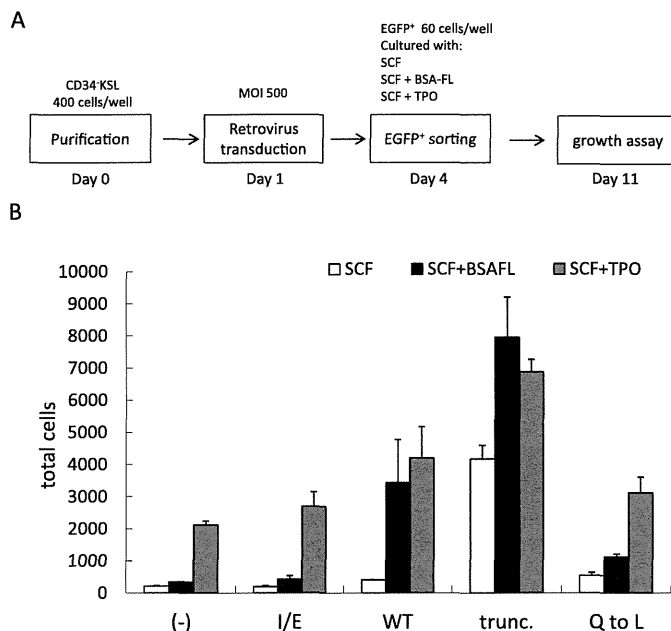 A
CD34-KSL
400 cells/well
MOI 500
EGFP+ 60 cells/well
Cultured with:
SCF
SCF + BSA-FL
SCF + TPO
Purification
Retrovirus
transduction
EGFP+ sorting
growth assay
Day 0
Day 1
Day 4
Day 11
B
SCF
SCF+BSAFL
SCF+TPO
total cells
10000
9000
8000
7000
6000
5000
4000
3000
2000
1000
0
(-)
I/E
WT
trunc.
Q to L